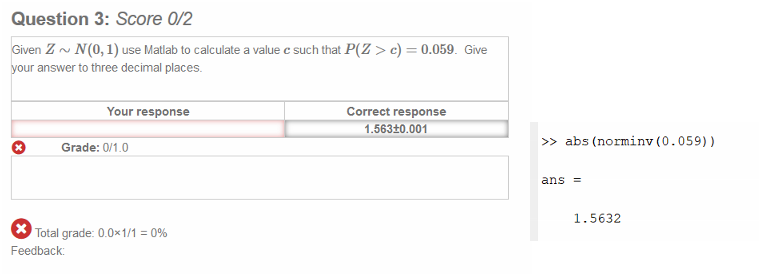 Question 3: Score 0/2
Given Z ∼ N(0, 1) use Matlab to calculate a value c such that P(Z > c) = 0.059. Give
your answer to three decimal places.
Your response Correct response
1.563±0.001
Grade: 0/1.0
Total grade: 0.0×1/1 = 0%
Feedback:
>> abs(norminv(0.059))
ans =
1.5632